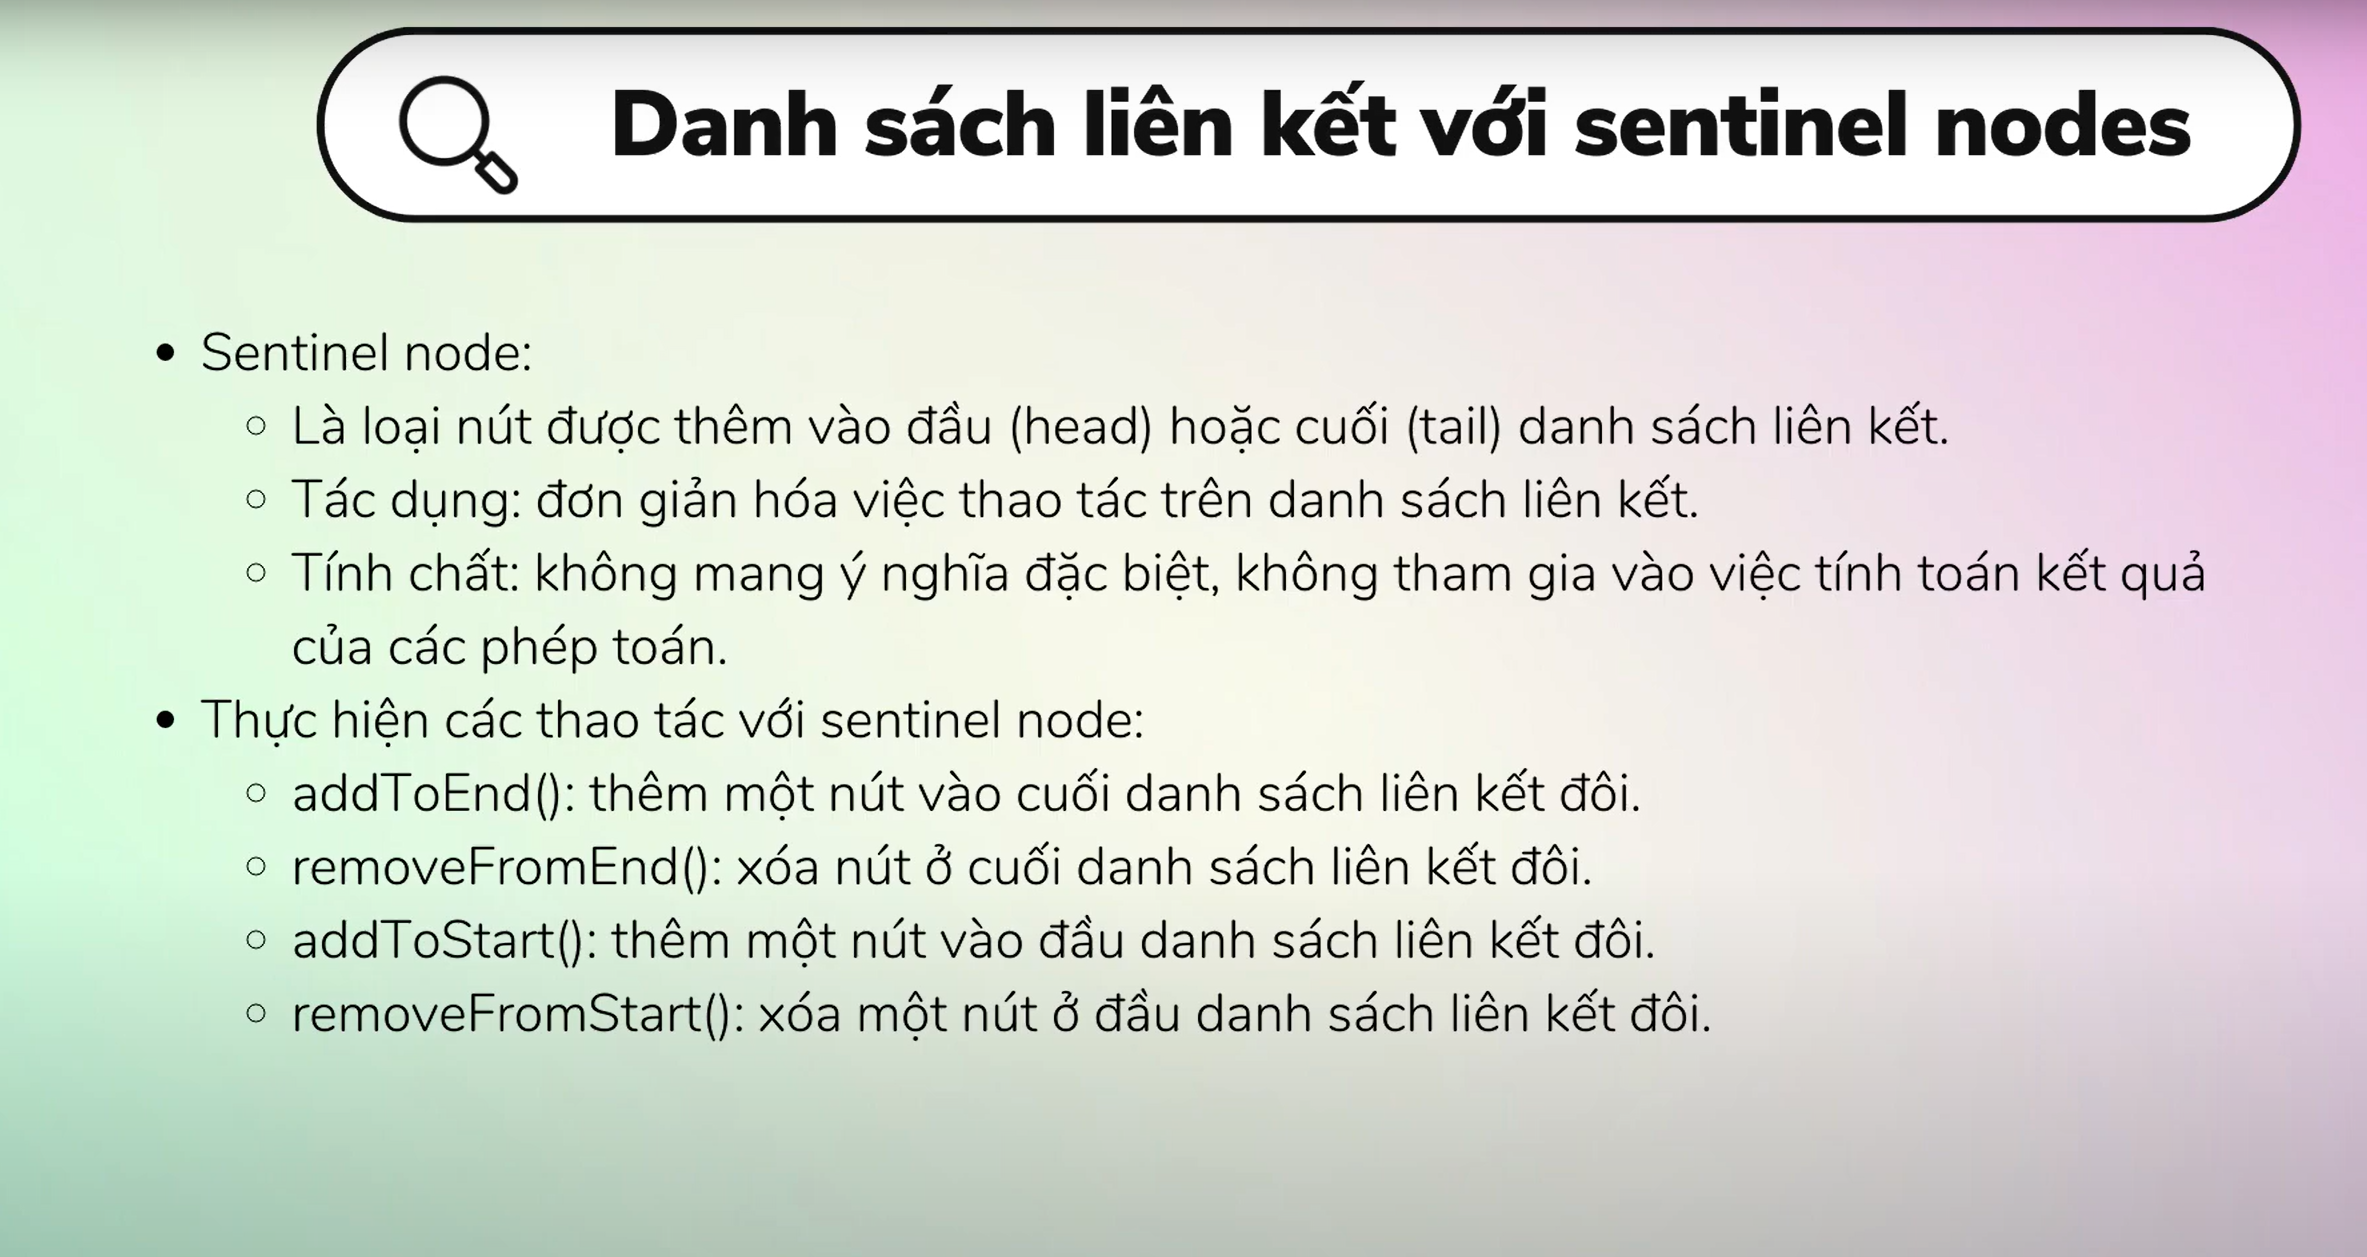 Danh sách liên kết với sentinel nodes
• Sentinel node:
◦ Là loại nút được thêm vào đầu (head) hoặc cuối (tail) danh sách liên kết.
◦ Tác dụng: đơn giản hóa việc thao tác trên danh sách liên kết.
◦ Tính chất: không mang ý nghĩa đặc biệt, không tham gia vào việc tính toán kết quả
của các phép toán.
• Thực hiện các thao tác với sentinel node:
◦ addToEnd(): thêm một nút vào cuối danh sách liên kết đôi.
◦ removeFromEnd(): xóa nút ở cuối danh sách liên kết đôi.
◦ addToStart(): thêm một nút vào đầu danh sách liên kết đôi.
◦ removeFromStart(): xóa một nút ở đầu danh sách liên kết đôi.